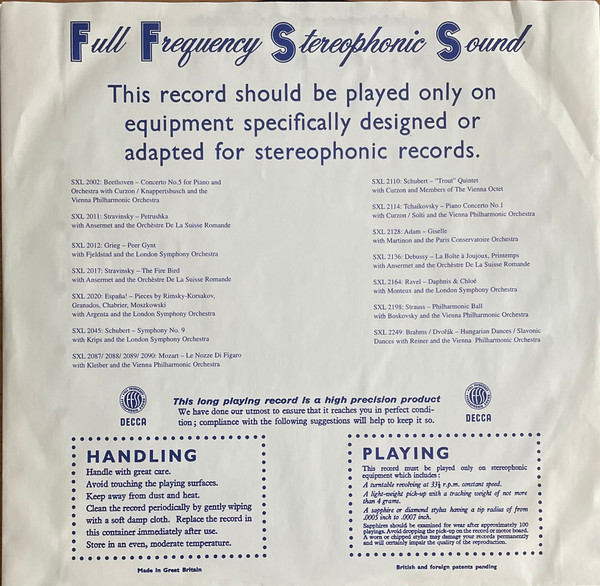 Full Frequency Stereophonic Sound
This record should be played only on
equipment specifically designed or
adapted for stereophonic records.
SXL 2002: Beethoven – Concerto No.5 for Piano and
Orchestra with Curzon / Knappertsbusch and the
Vienna Philharmonic Orchestra
SXL 2011: Stravinsky – Petrushka
with Ansermet and the Orchèstre De La Suisse Romande
SXL 2012: Grieg – Peer Gynt
with Fjeldstad and the London Symphony Orchestra
SXL 2017: Stravinsky – The Fire Bird
with Ansermet and the Orchèstre De La Suisse Romande
SXL 2020: España! – Pieces by Rimsky-Korsakov,
Granados, Chabrier, Moszkowski
with Argenta and the London Symphony Orchestra
SXL 2045: Schubert – Symphony No. 9
with Krips and the London Symphony Orchestra
SXL 2087/ 2088/ 2089/ 2090: Mozart – Le Nozze Di Figaro
with Kleiber and the Vienna Philharmonic Orchestra
SXL 2110: Schubert – "Trout" Quintet
with Curzon and Members of The Vienna Octet
SXL 2114: Tchaikovsky – Piano Concerto No.1
with Curzon / Solti and the Vienna Philharmonic Orchestra
SXL 2128: Adam – Giselle
with Martinon and the Paris Conservatoire Orchestra
SXL 2136: Debussy – La Boîte à Joujoux, Printemps
with Ansermet and the Orchèstre De La Suisse Romande
SXL 2164: Ravel – Daphnis & Chloé
with Monteux and the London Symphony Orchestra
SXL 2198: Strauss – Philharmonic Ball
with Boskovsky and the Vienna Philharmonic Orchestra
SXL 2249: Brahms / Dvořák – Hungarian Dances / Slavonic
Dances with Reiner and the Vienna Philharmonic Orchestra
DECCA
This long playing record is a high precision product
We have done our utmost to ensure that it reaches you in perfect condi-
tion ; compliance with the following suggestions will help to keep it so.
DECCA
HANDLING
Handle with great care.
Avoid touching the playing surfaces.
Keep away from dust and heat.
Clean the record periodically by gently wiping
with a soft damp cloth. Replace the record in
this container immediately after use.
Store in an even, moderate temperature.
Made in Great Britain
PLAYING
This record must be played only on stereophonic
equipment which includes :
A turntable revolving at 33⅓ r.p.m. constant speed.
A light-weight pick-up with a tracking weight of not more
than 4 grams.
A sapphire or diamond stylus having a tip radius of from
.0005 inch to .0007 inch.
Sapphires should be examined for wear after approximately 100
playings. Avoid dropping the pick-up on the record or motor board.
A worn or chipped stylus may damage your records permanently
and will certainly impair the quality of the reproduction.
British and foreign patents pending